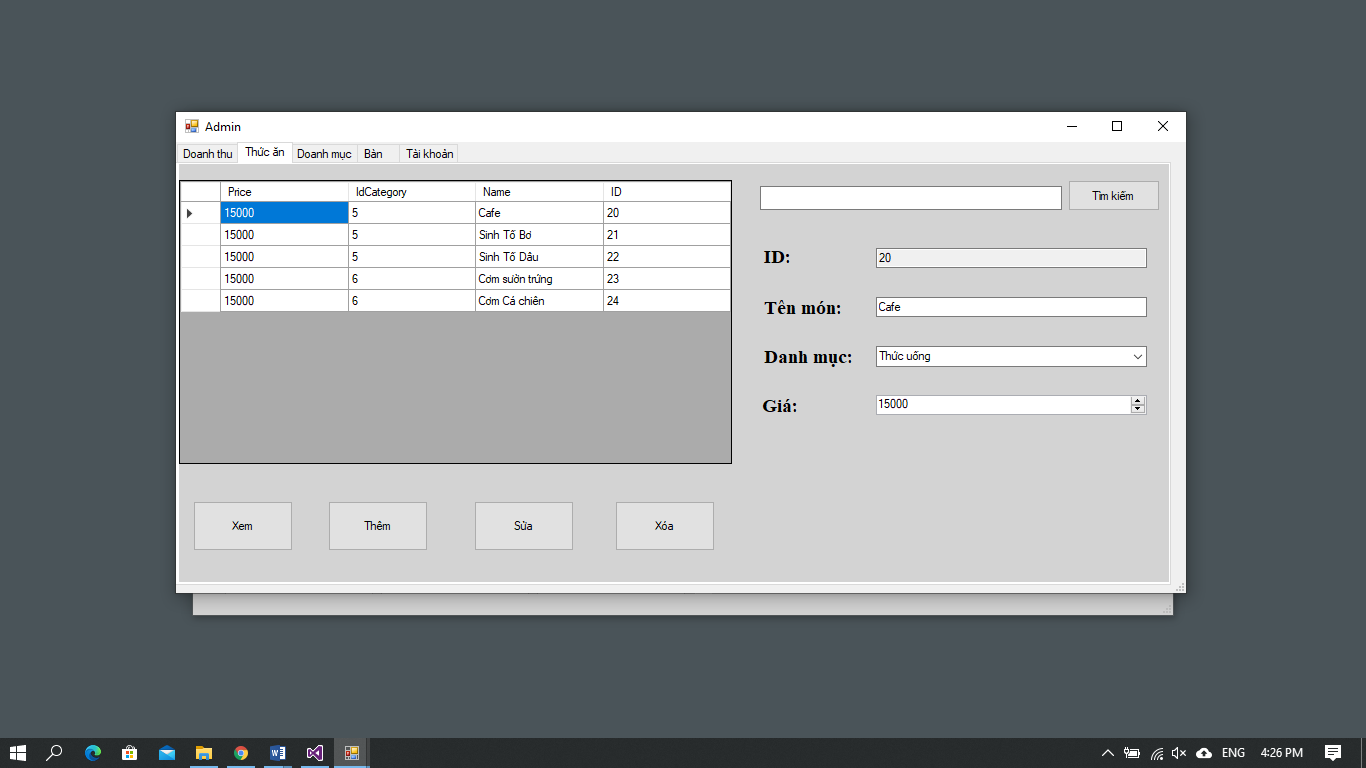 Admin
Doanh thu Thức ăn Doanh mục Bàn Tài khoản
Price IdCategory Name ID
15000 5 Cafe 20
15000 5 Sinh Tố Bơ 21
15000 5 Sinh Tố Dâu 22
15000 6 Cơm sườn trứng 23
15000 6 Cơm Cá chiên 24
Tìm kiếm
ID: 20
Tên món: Cafe
Danh mục: Thức uống
Giá: 15000
Xem Thêm Sửa Xóa
ENG 4:26 PM